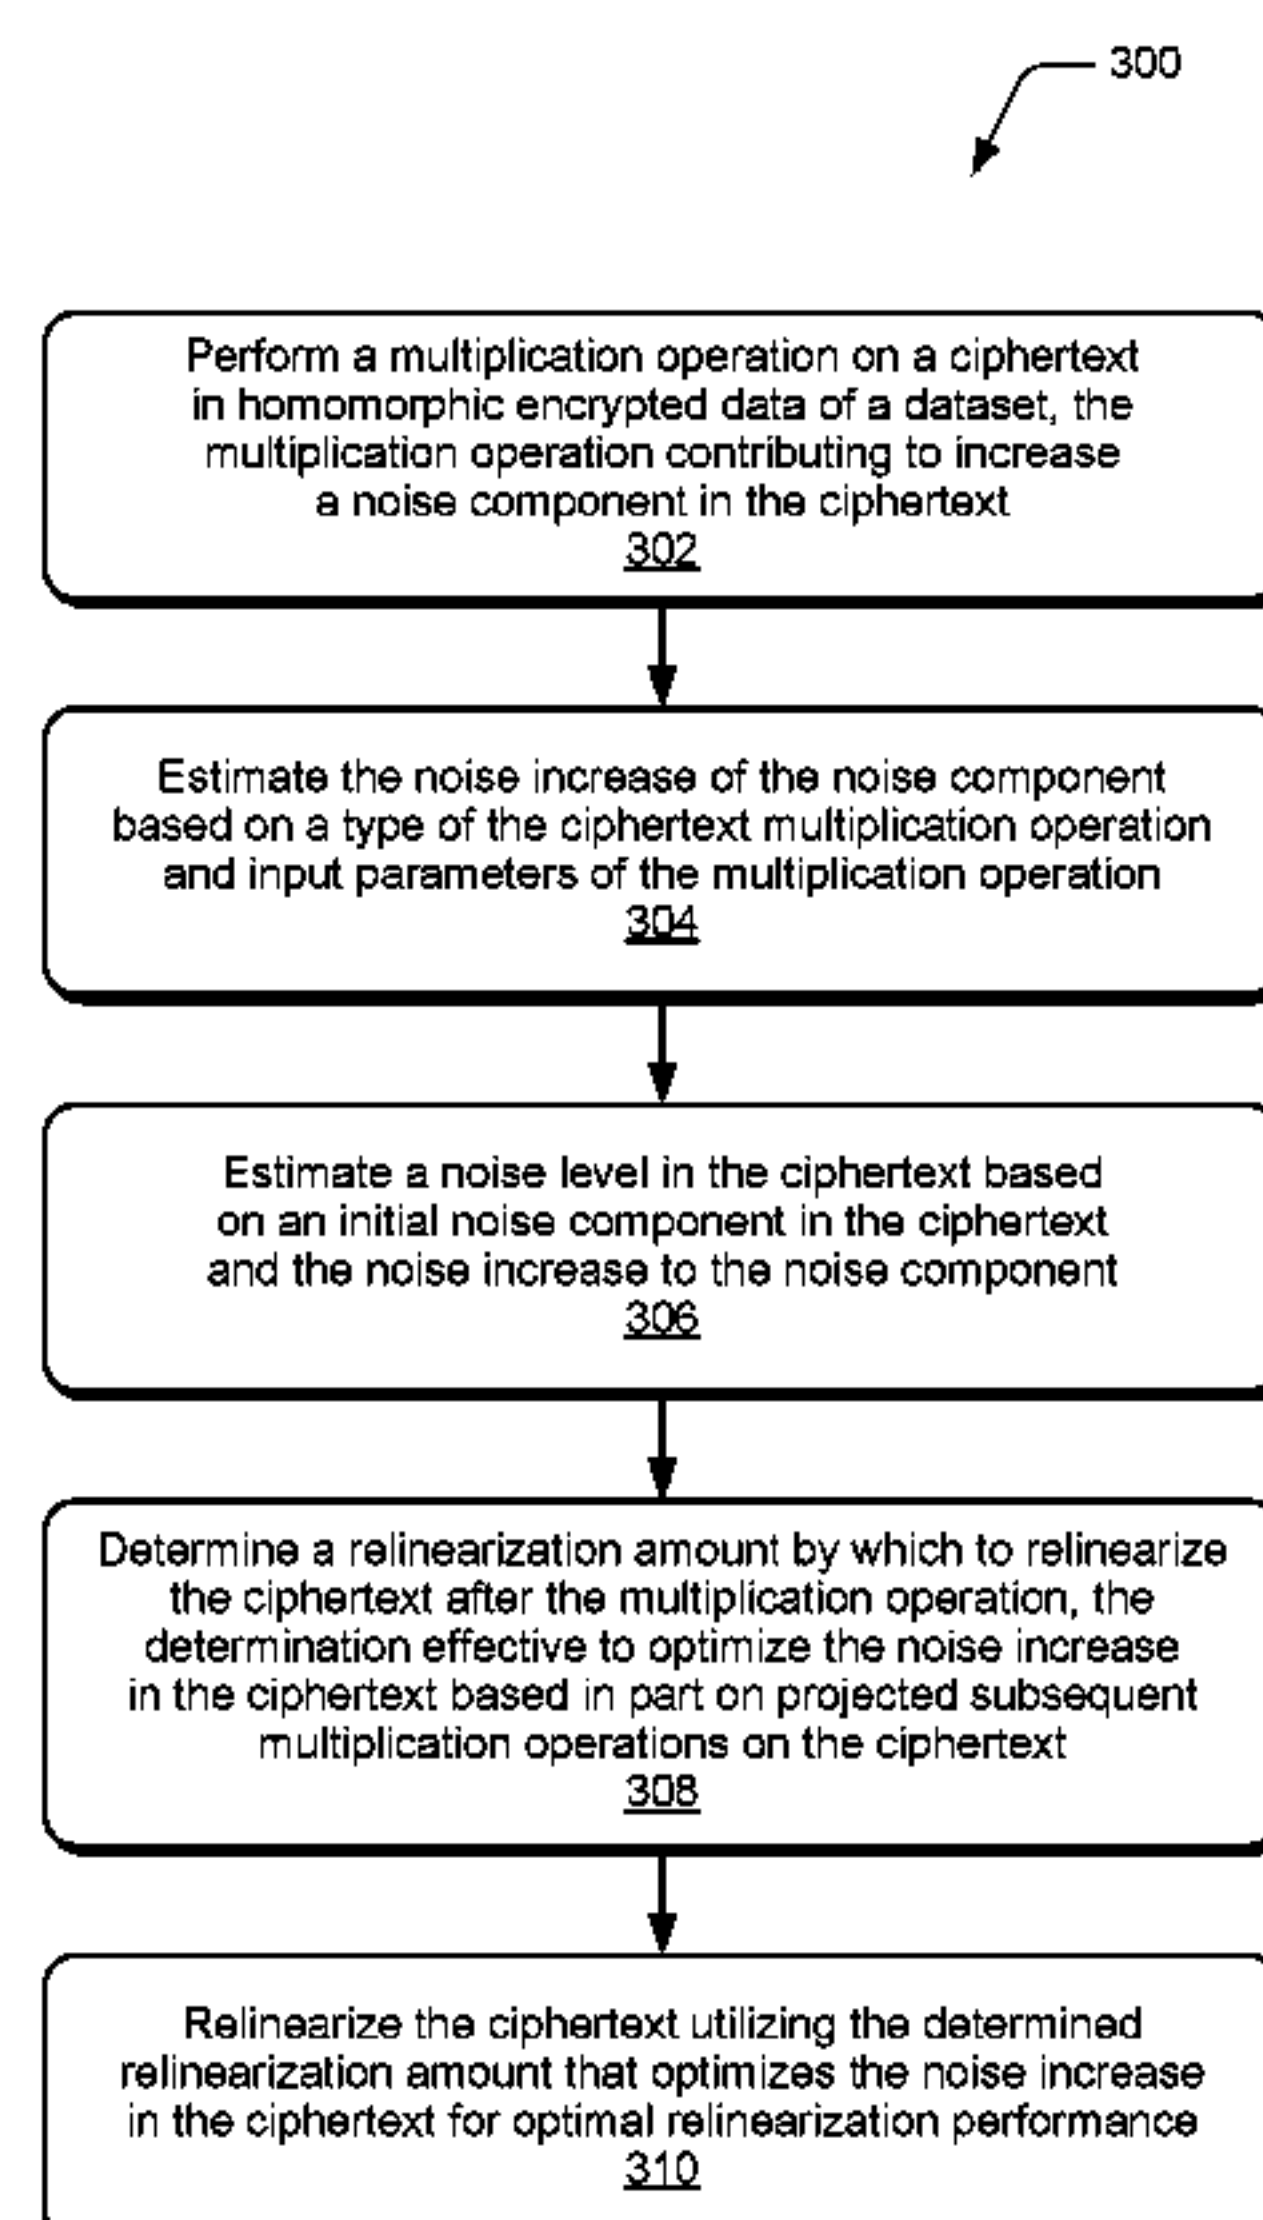 300
Perform a multiplication operation on a ciphertext
in homomorphic encrypted data of a dataset, the
multiplication operation contributing to increase
a noise component in the ciphertext
302
Estimate the noise increase of the noise component
based on a type of the ciphertext multiplication operation
and input parameters of the multiplication operation
304
Estimate a noise level in the ciphertext based
on an initial noise component in the ciphertext
and the noise increase to the noise component
306
Determine a relinearization amount by which to relinearize
the ciphertext after the multiplication operation, the
determination effective to optimize the noise increase
in the ciphertext based in part on projected subsequent
multiplication operations on the ciphertext
308
Relinearize the ciphertext utilizing the determined
relinearization amount that optimizes the noise increase
in the ciphertext for optimal relinearization performance
310